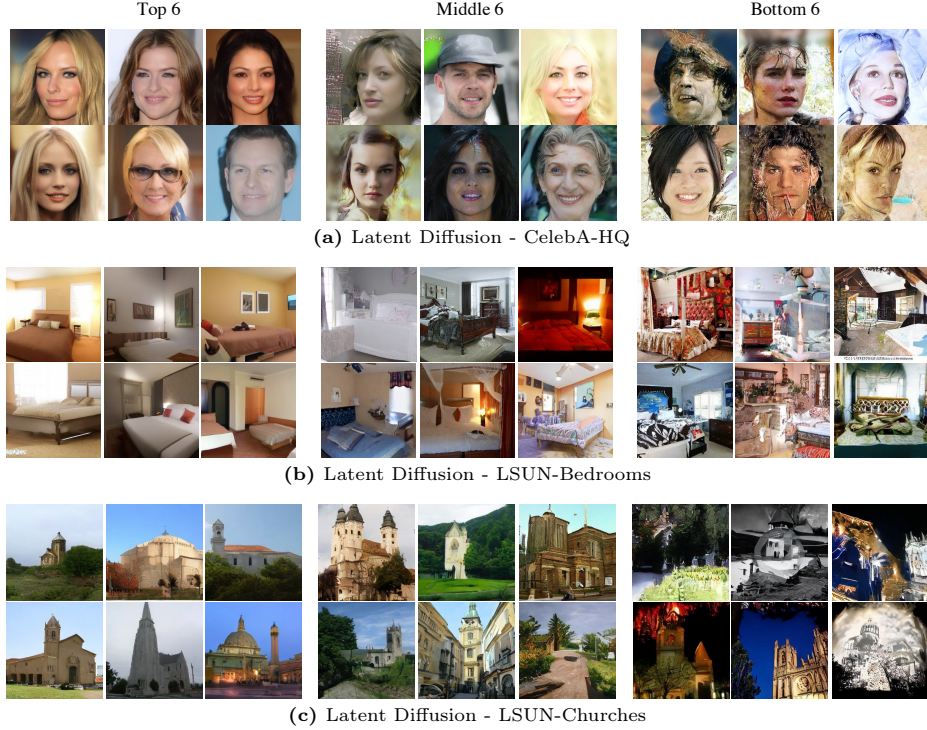 Top 6 Middle 6 Bottom 6
(a) Latent Diffusion - CelebA-HQ
(b) Latent Diffusion - LSUN-Bedrooms
(c) Latent Diffusion - LSUN-Churches